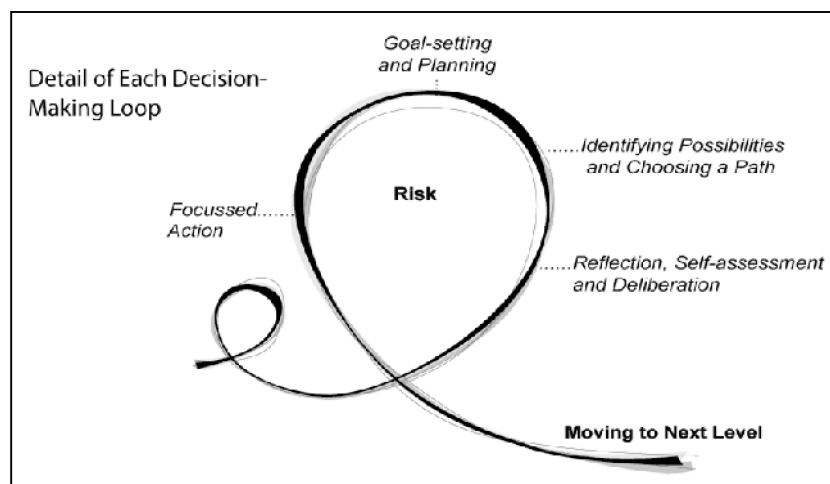 Detail of Each Decision-
Making Loop
Goal-setting
and Planning
Identifying Possibilities
and Choosing a Path
Risk
Focussed
Action
Reflection, Self-assessment
and Deliberation
Moving to Next Level